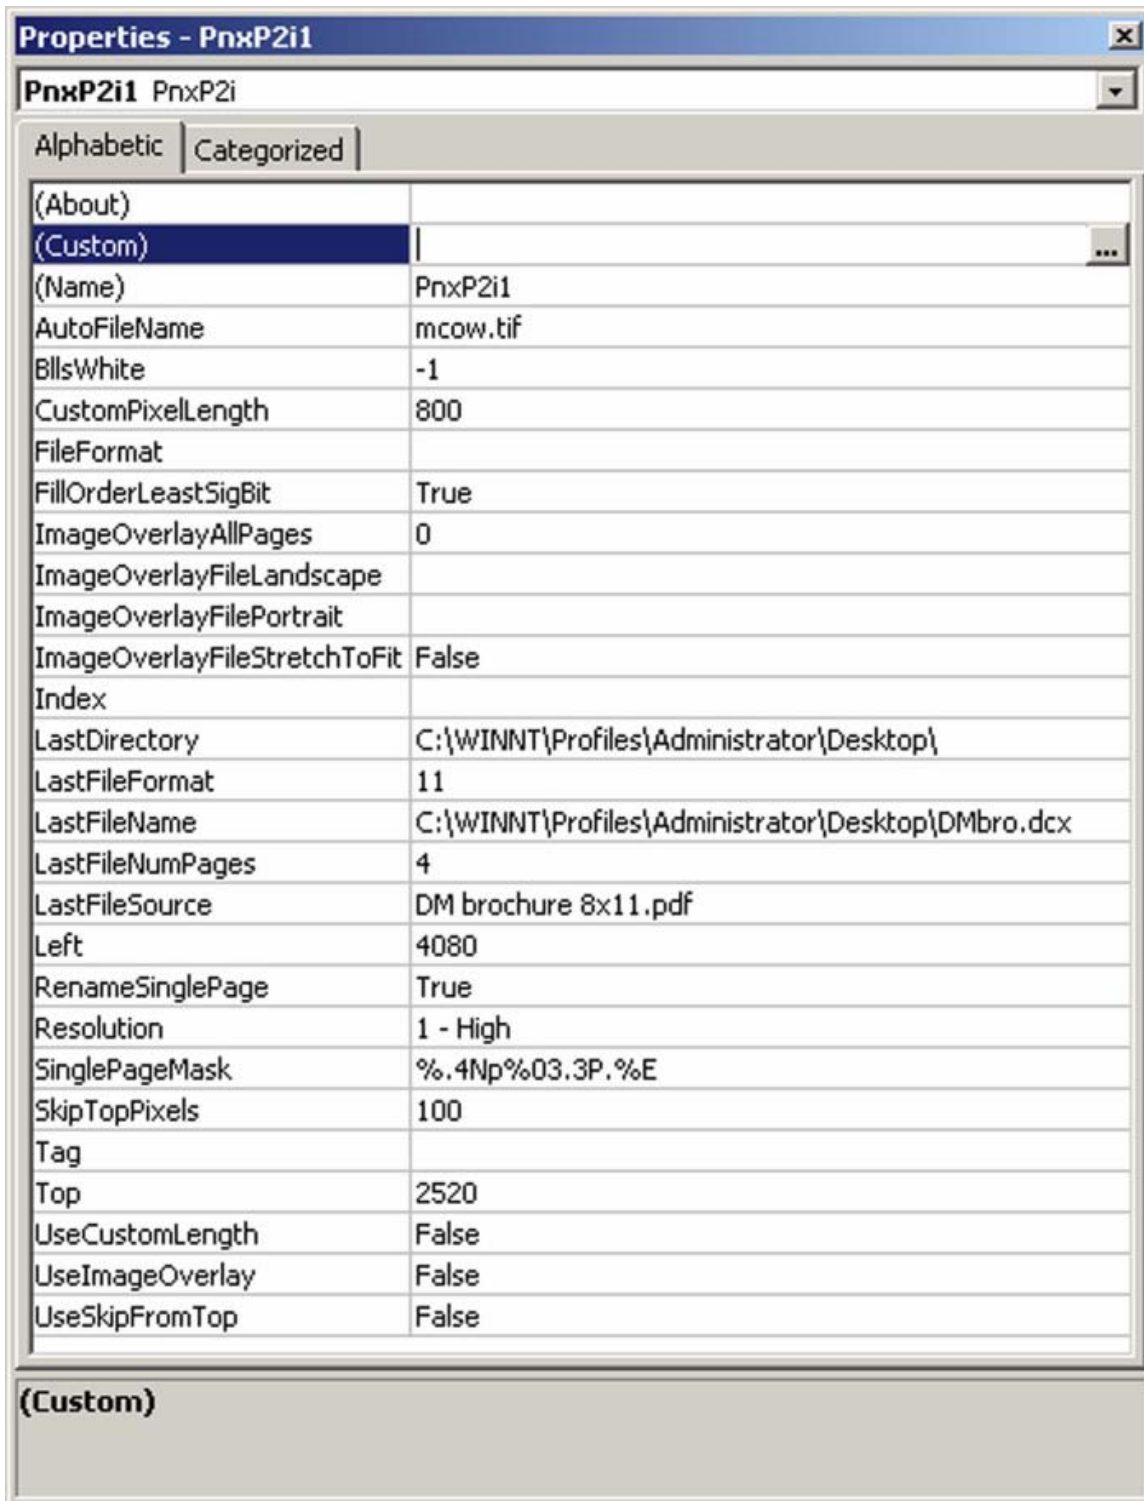 Properties - PnxP2i1
PnxP2i1 PnxP2i
Alphabetic Categorized
(About)
(Custom) ...
(Name) PnxP2i1
AutoFileName mcow.tif
BllsWhite -1
CustomPixelLength 800
FileFormat
FillOrderLeastSigBit True
ImageOverlayAllPages 0
ImageOverlayFileLandscape
ImageOverlayFilePortrait
ImageOverlayFileStretchToFit False
Index
LastDirectory C:\WINNT\Profiles\Administrator\Desktop\
LastFileFormat 11
LastFileName C:\WINNT\Profiles\Administrator\Desktop\DMbro.dcx
LastFileNumPages 4
LastFileSource DM brochure 8x11.pdf
Left 4080
RenameSinglePage True
Resolution 1 - High
SinglePageMask %.4Np%03.3P.%E
SkipTopPixels 100
Tag
Top 2520
UseCustomLength False
UseImageOverlay False
UseSkipFromTop False
(Custom)